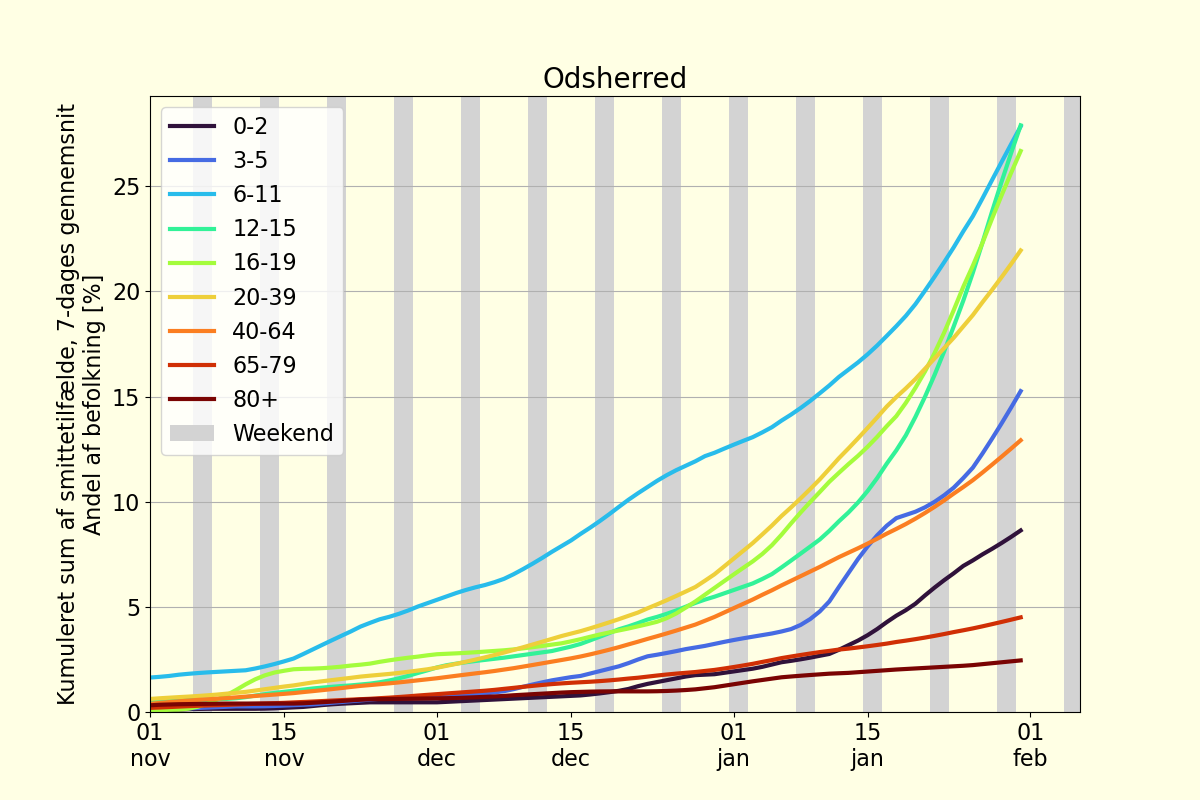 Odsherred
Kumuleret sum af smittetilfælde, 7-dages gennemsnit
Andel af befolkning [%]
0-2
3-5
6-11
12-15
16-19
20-39
40-64
65-79
80+
Weekend
25
20
15
10
5
0
01 15 01 15 01 15 01
nov nov dec dec jan jan feb